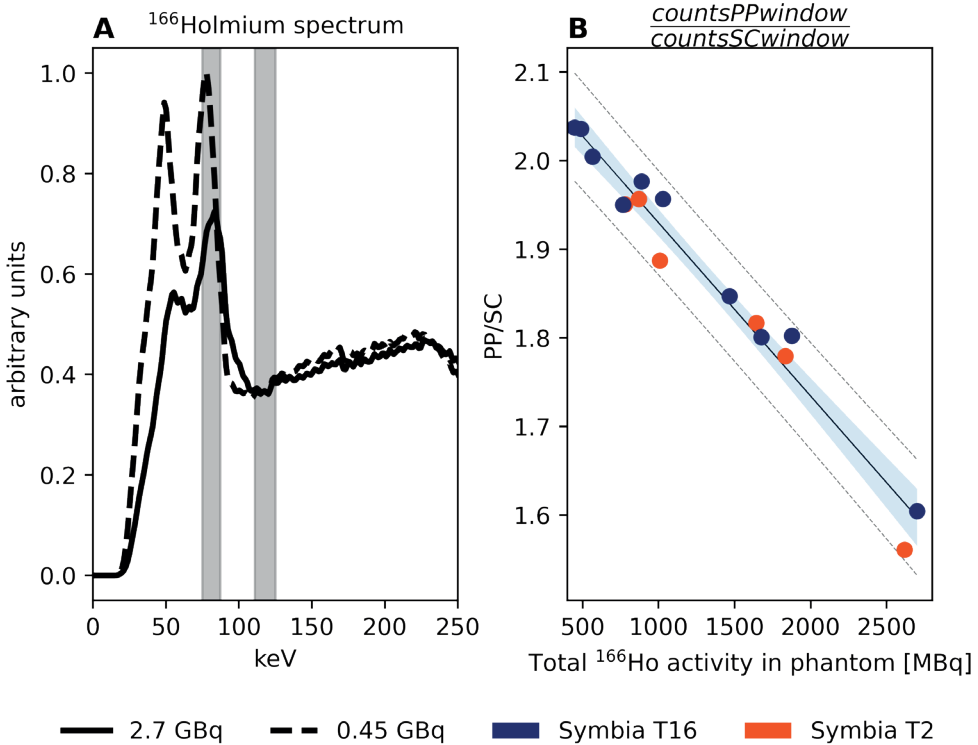 A
¹⁶⁶Holmium spectrum
arbitrary units
1.0
0.8
0.6
0.4
0.2
0.0
0 50 100 150 200 250
keV
B
countsPPwindow
countsSCwindow
PP/SC
2.1
2.0
1.9
1.8
1.7
1.6
500 1000 1500 2000 2500
Total ¹⁶⁶Ho activity in phantom [MBq]
2.7 GBq 0.45 GBq Symbia T16 Symbia T2